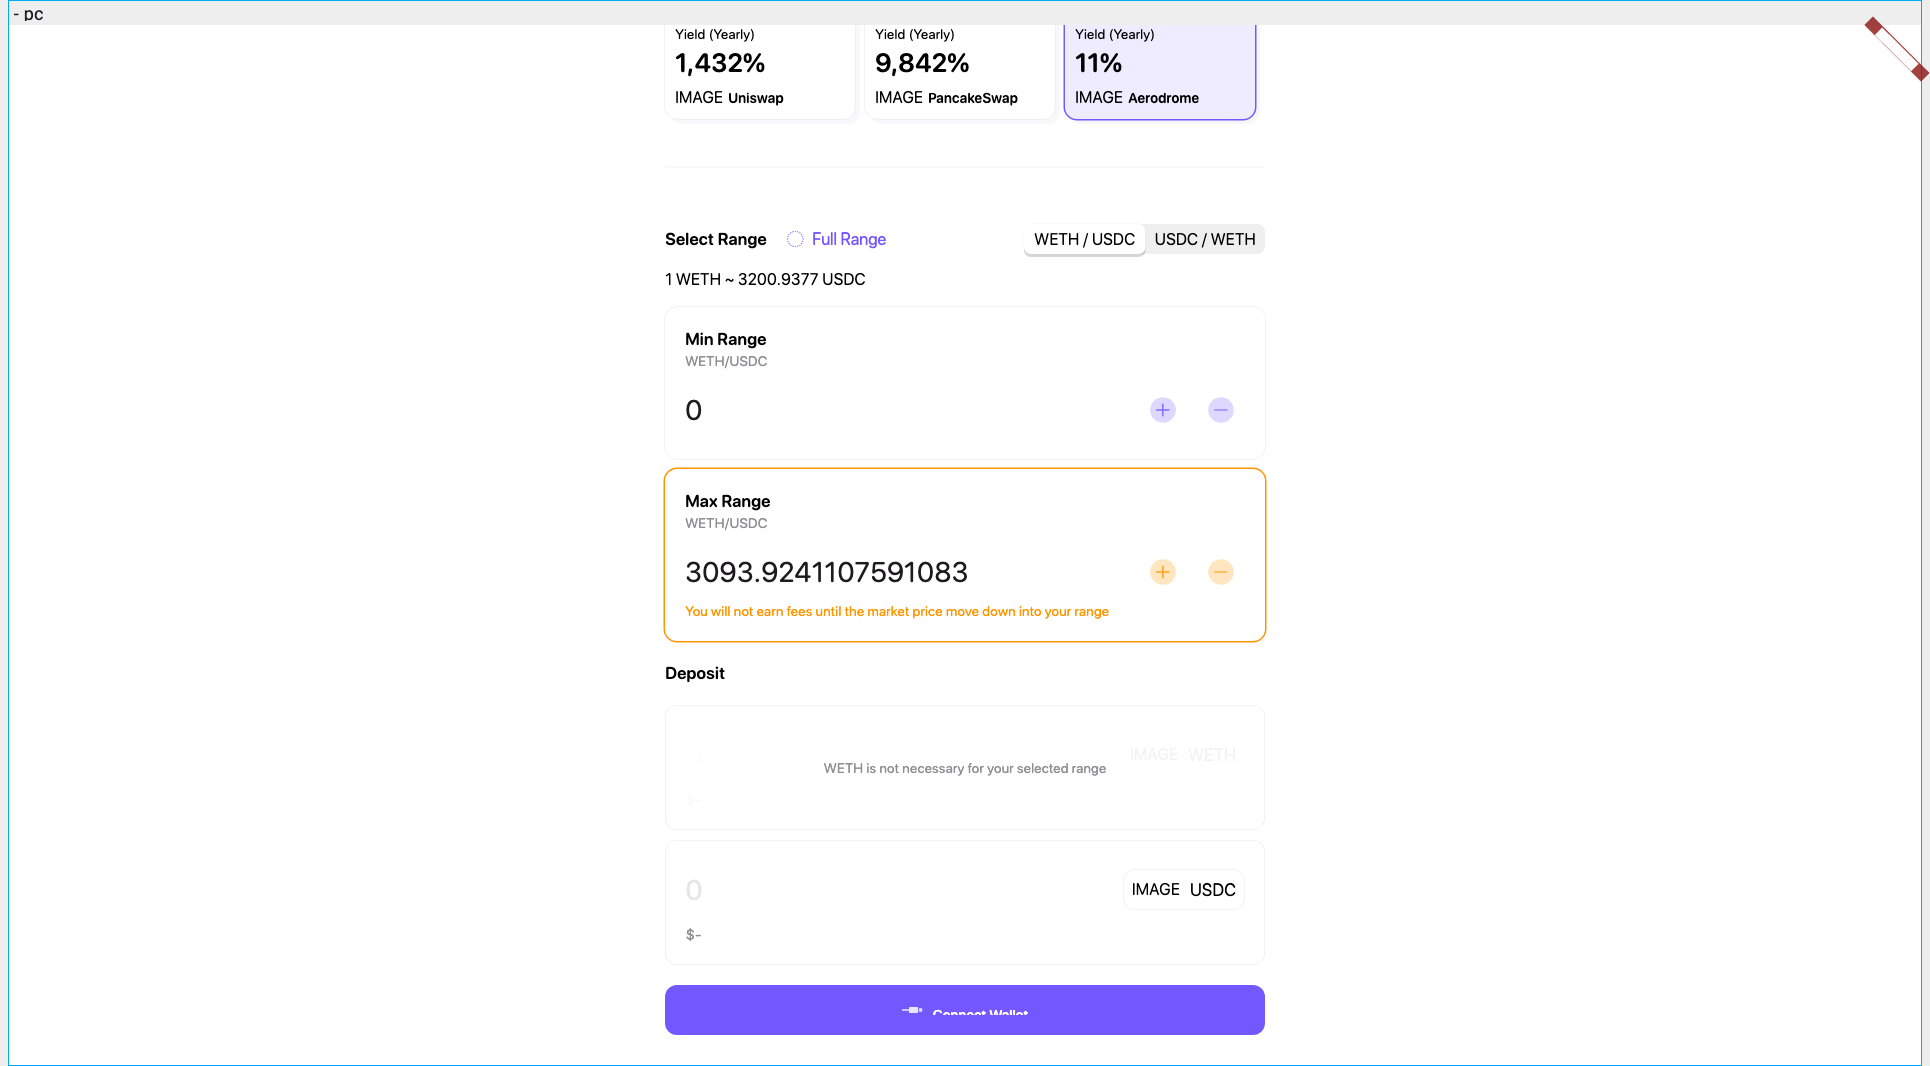 - pc
Yield (Yearly) Yield (Yearly) Yield (Yearly)
1,432% 9,842% 11%
IMAGE Uniswap IMAGE PancakeSwap IMAGE Aerodrome
Select Range Full Range WETH / USDC USDC / WETH
1 WETH ~ 3200.9377 USDC
Min Range
WETH/USDC
0
Max Range
WETH/USDC
3093.9241107591083
You will not earn fees until the market price move down into your range
Deposit
0 IMAGE WETH
WETH is not necessary for your selected range
$-
0 IMAGE USDC
$-
Connect Wallet